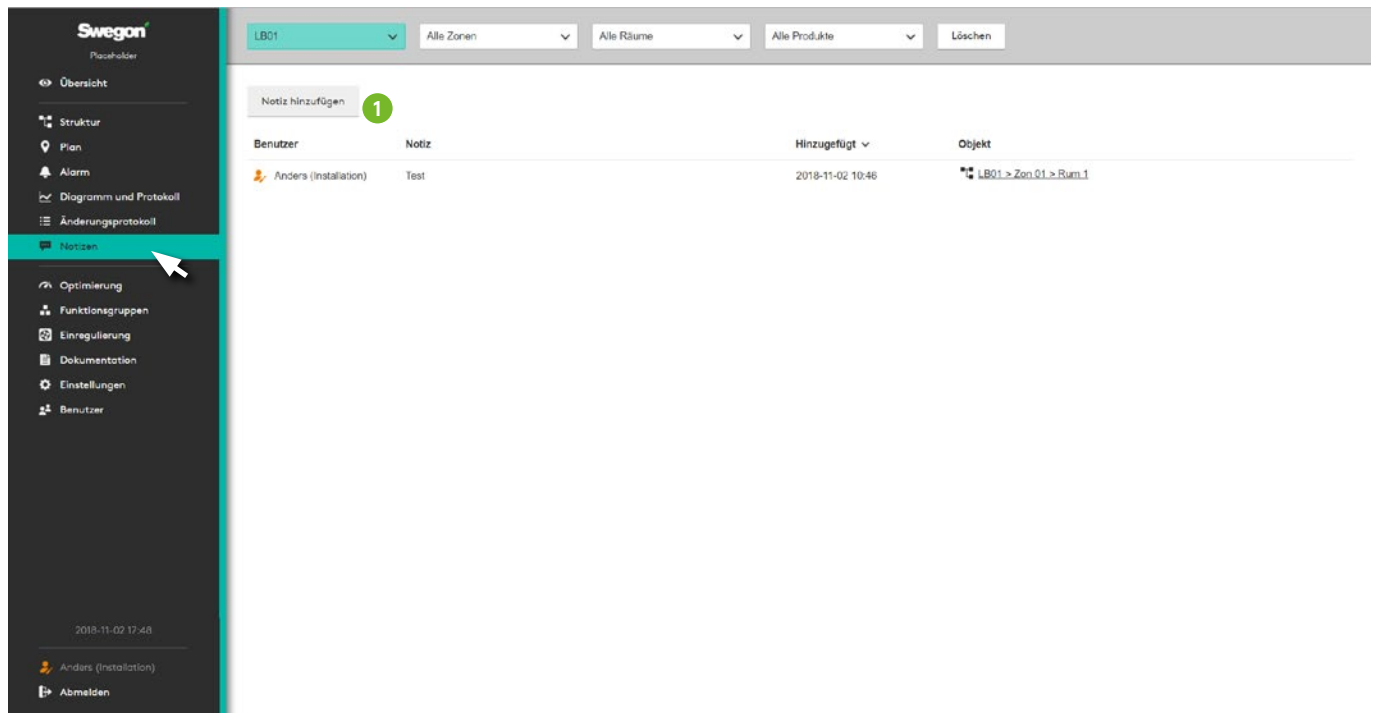 Swegon
Placeholder
Übersicht
Struktur
Plan
Alarm
Diagramm und Protokoll
Änderungsprotokoll
Notizen
Optimierung
Funktionsgruppen
Einregulierung
Dokumentation
Einstellungen
Benutzer
2018-11-02 17:48
Anders (Installation)
Abmelden
LB01 Alle Zonen Alle Räume Alle Produkte Löschen
Notiz hinzufügen 1
Benutzer Notiz Hinzugefügt Objekt
Anders (Installation) Test 2018-11-02 10:46 LB01 > Zon 01 > Rum 1